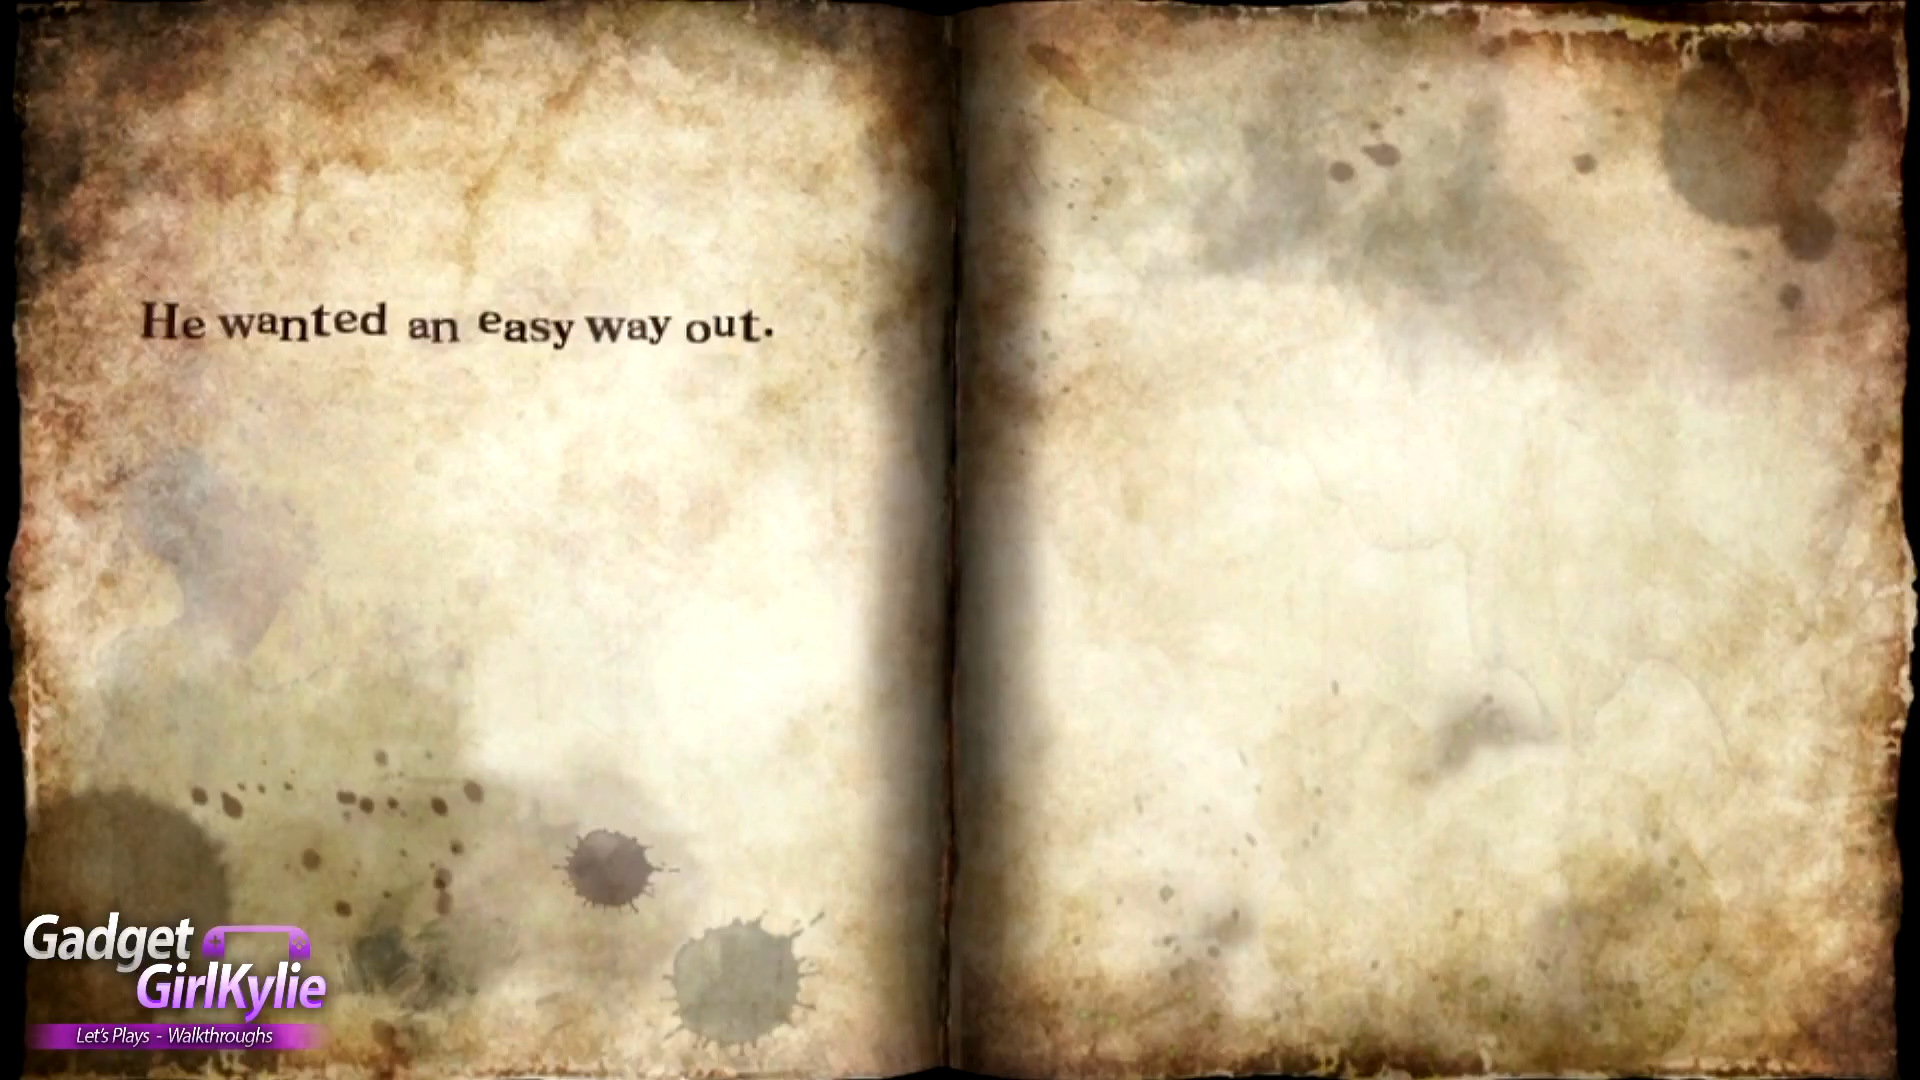 He wanted an easy way out.
Gadget
GirlKylie
Let's Plays - Walkthroughs